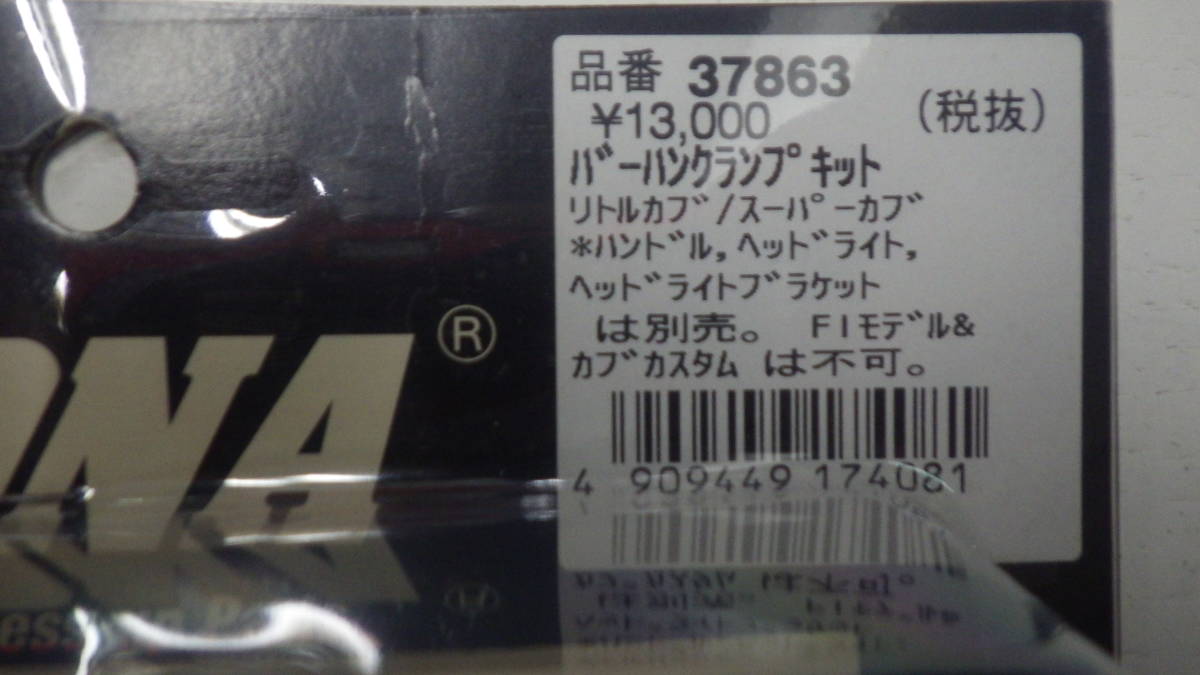 品番 37863
¥13,000 (税抜)
ﾊﾞｰﾊﾝｸﾗﾝﾌﾟ ｷｯﾄ
ﾘﾄﾙｶﾌﾞ/ｽｰﾊﾟｰｶﾌﾞ
*ﾊﾝﾄﾞﾙ,ﾍｯﾄﾞﾗｲﾄ,
ﾍｯﾄﾞﾗｲﾄﾌﾞﾗｹｯﾄ
は別売。 FIﾓﾃﾞﾙ&
ｶﾌﾞｶｽﾀﾑ は不可。
4 909449 174081
ONA®